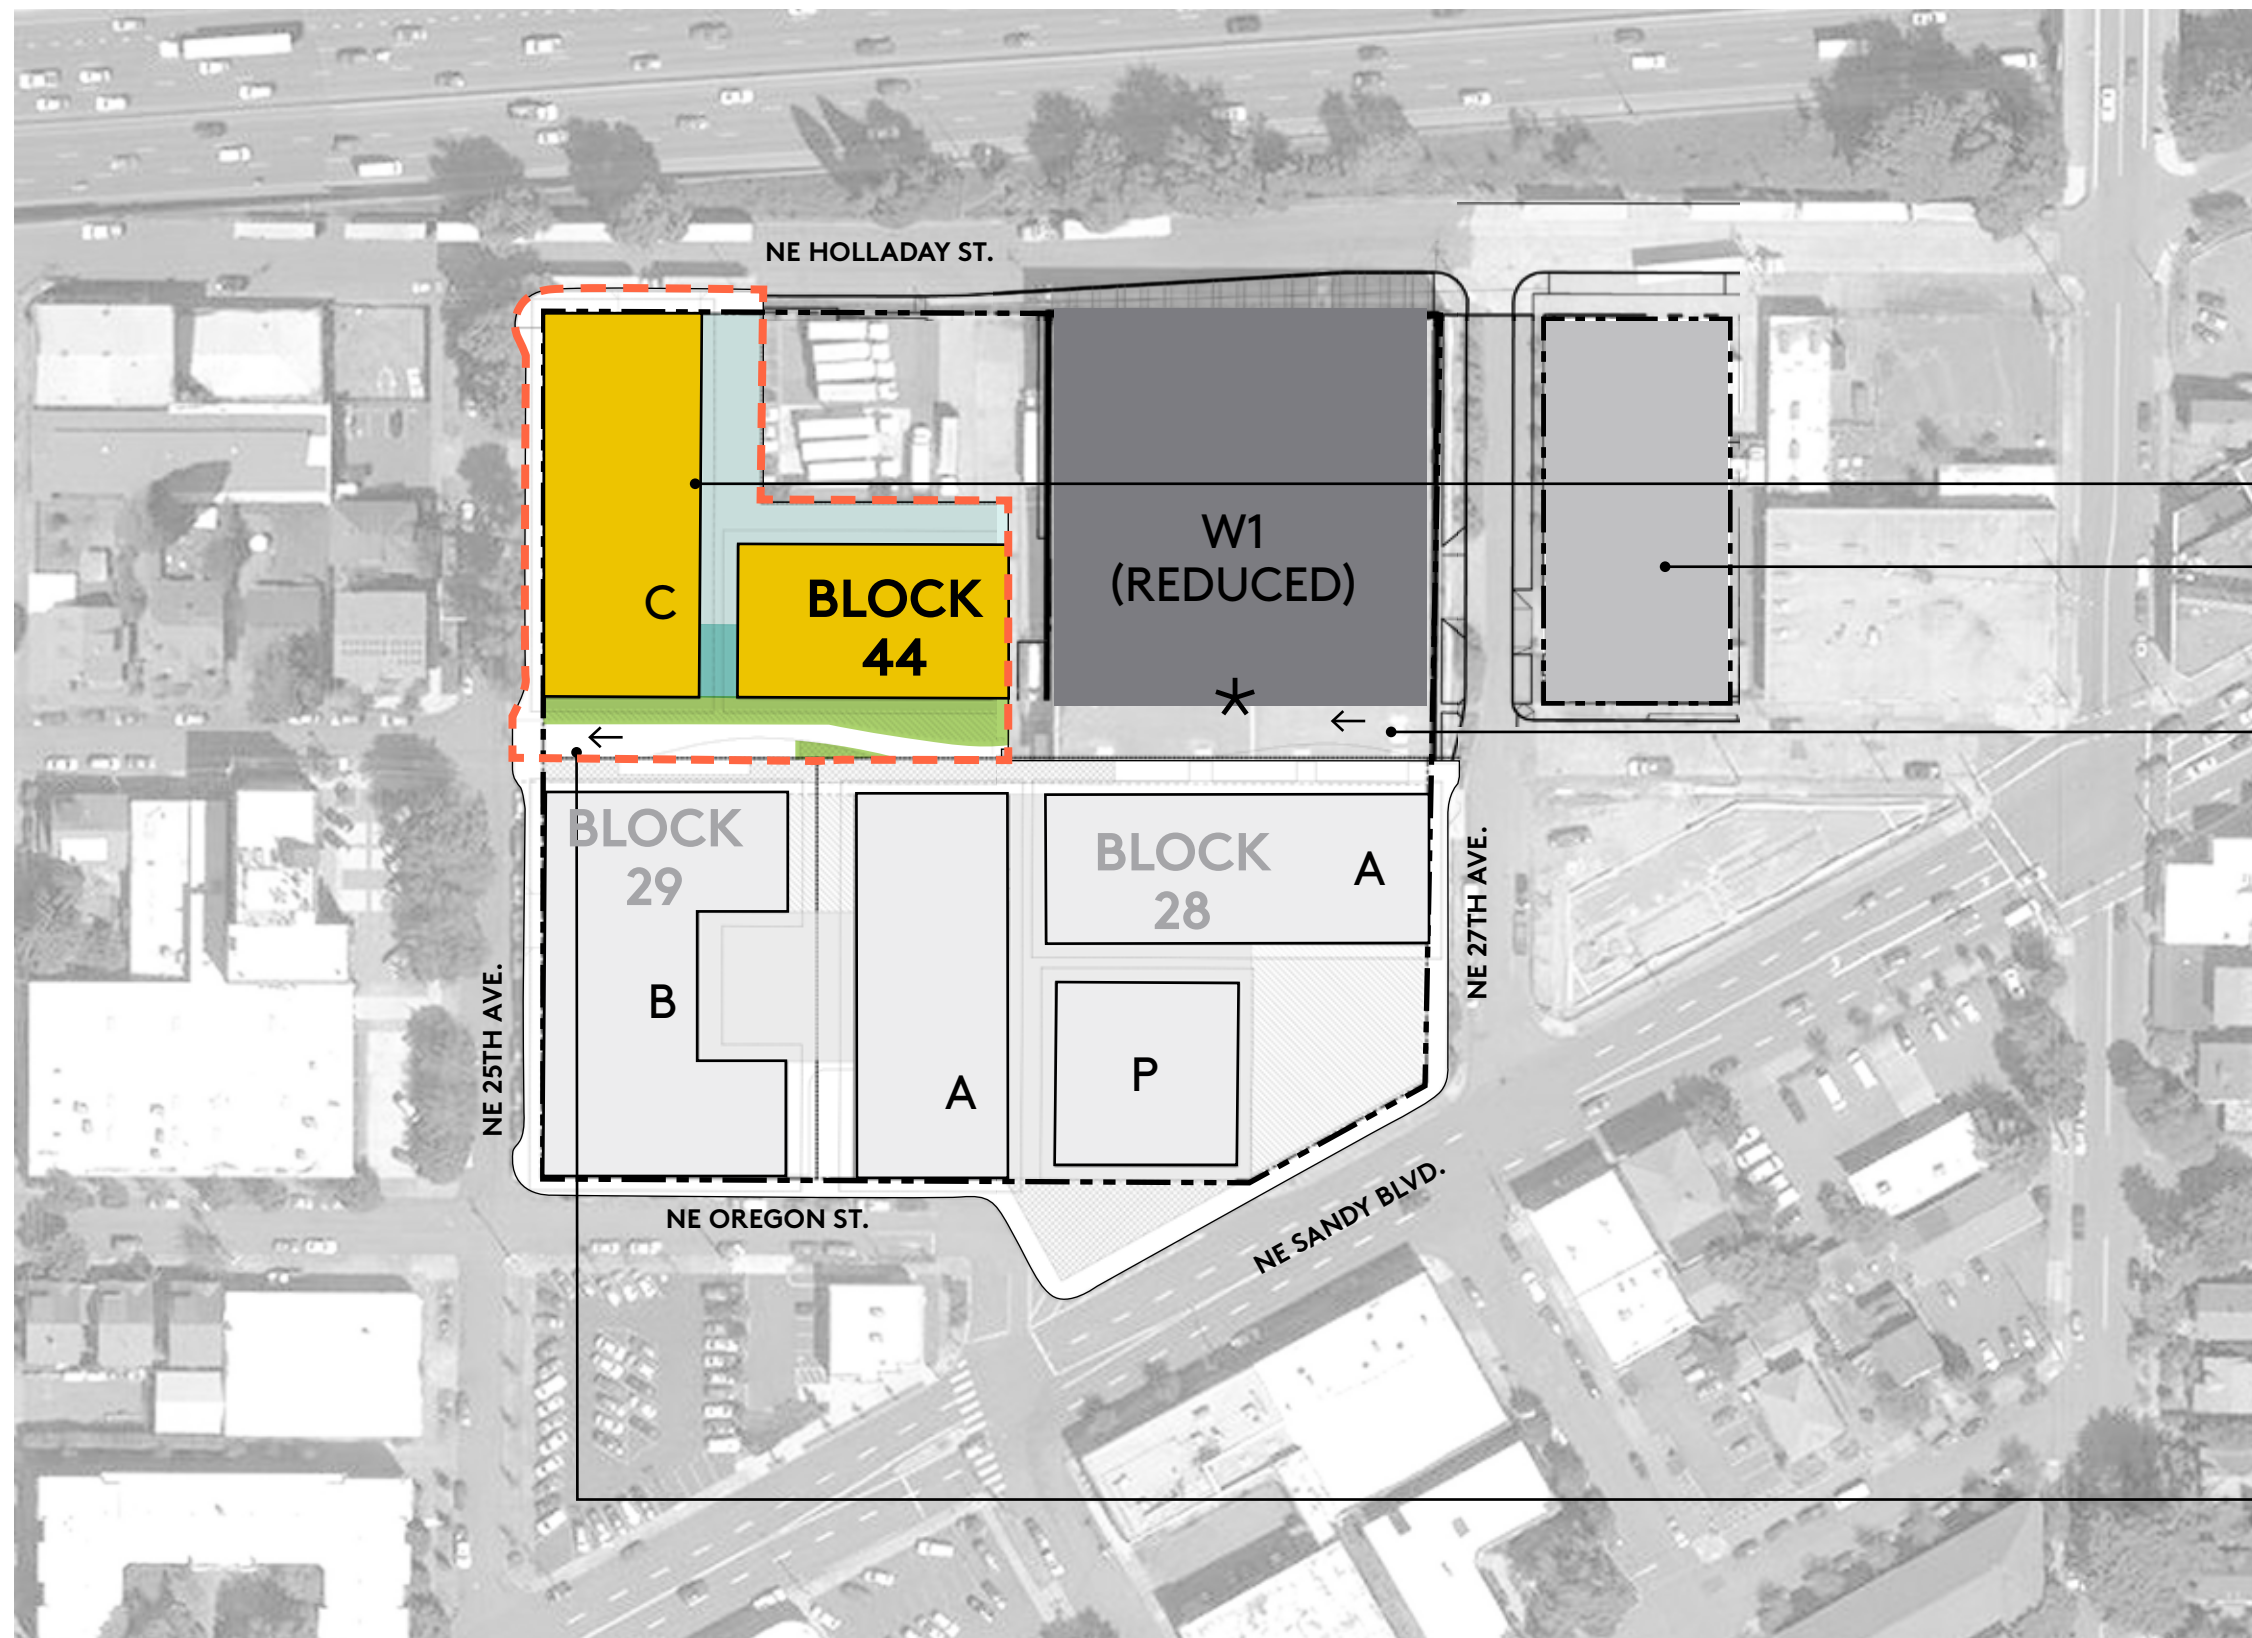 NE HOLLADAY ST.
W1
(REDUCED)
*
C
BLOCK
44
BLOCK
29
BLOCK
28
A
B
A
P
NE 25TH AVE.
NE 27TH AVE.
NE OREGON ST.
NE SANDY BLVD.